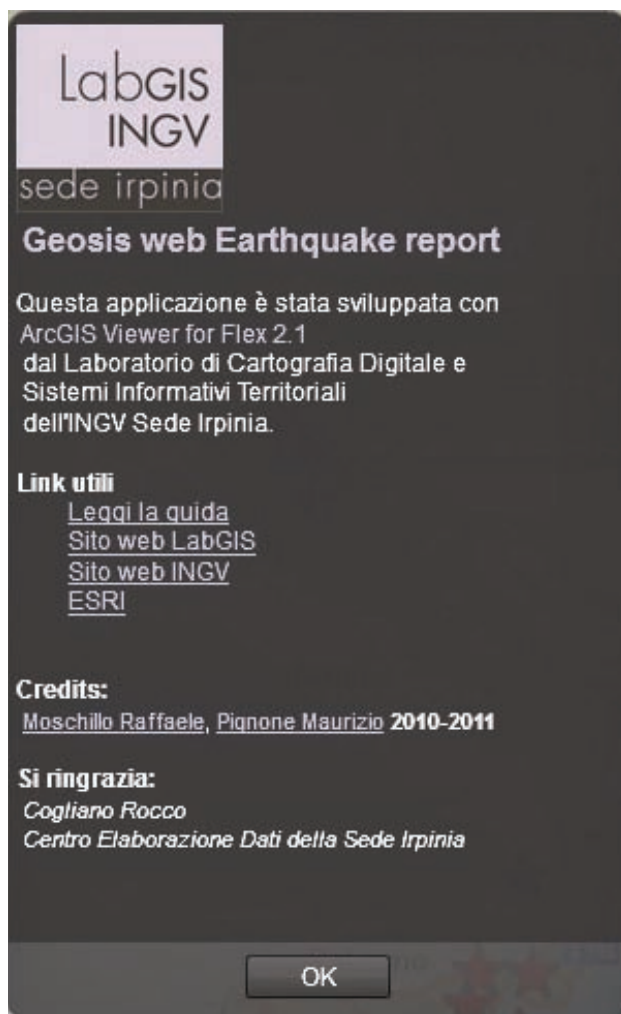 LabGIS
INGV
sede irpinia
Geosis web Earthquake report
Questa applicazione è stata sviluppata con
ArcGIS Viewer for Flex 2.1
dal Laboratorio di Cartografia Digitale e
Sistemi Informativi Territoriali
dell'INGV Sede Irpinia.
Link utili
Leggi la guida
Sito web LabGIS
Sito web INGV
ESRI
Credits:
Moschillo Raffaele, Pignone Maurizio 2010-2011
Si ringrazia:
Cogliano Rocco
Centro Elaborazione Dati della Sede Irpinia
OK